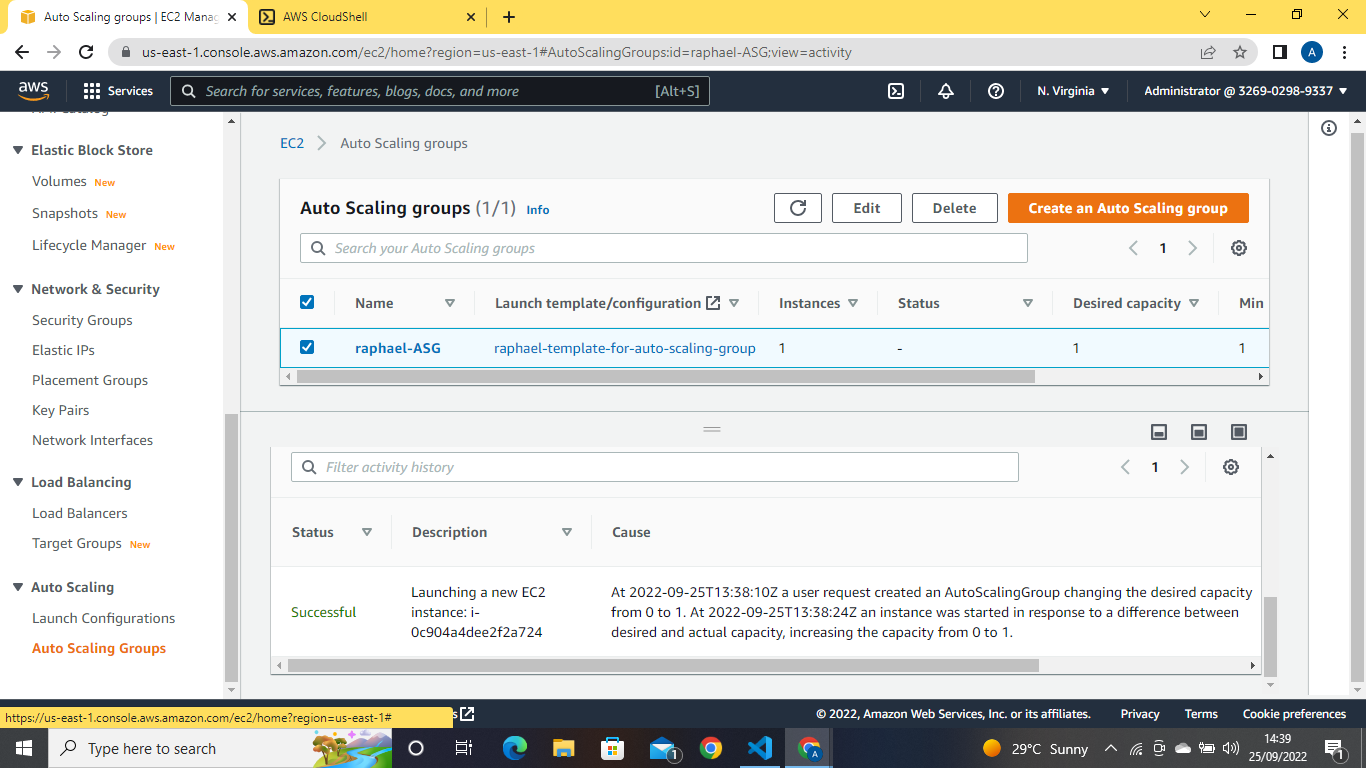 Auto Scaling groups | EC2 Manag
AWS CloudShell
us-east-1.console.aws.amazon.com/ec2/home?region=us-east-1#AutoScalingGroups:id=raphael-ASG;view=activity
A
aws
Services
Search for services, features, blogs, docs, and more
[Alt+S]
N. Virginia
Administrator @ 3269-0298-9337
Elastic Block Store
Volumes New
Snapshots New
Lifecycle Manager New
Network & Security
Security Groups
Elastic IPs
Placement Groups
Key Pairs
Network Interfaces
Load Balancing
Load Balancers
Target Groups New
Auto Scaling
Launch Configurations
Auto Scaling Groups
EC2 > Auto Scaling groups
Auto Scaling groups (1/1) Info
Edit
Delete
Create an Auto Scaling group
Search your Auto Scaling groups
1
Name Launch template/configuration Instances Status Desired capacity Min
raphael-ASG raphael-template-for-auto-scaling-group 1 - 1 1
Filter activity history
1
Status Description Cause
Successful
Launching a new EC2
instance: i-
0c904a4dee2f2a724
At 2022-09-25T13:38:10Z a user request created an AutoScalingGroup changing the desired capacity
from 0 to 1. At 2022-09-25T13:38:24Z an instance was started in response to a difference between
desired and actual capacity, increasing the capacity from 0 to 1.
https://us-east-1.console.aws.amazon.com/ec2/home?region=us-east-1#
© 2022, Amazon Web Services, Inc. or its affiliates.
Privacy
Terms
Cookie preferences
Type here to search
1
A
29°C Sunny
14:39
25/09/2022
1